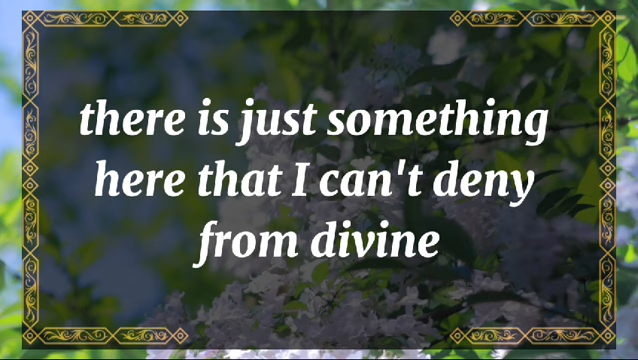 there is just something
here that I can't deny
from divine